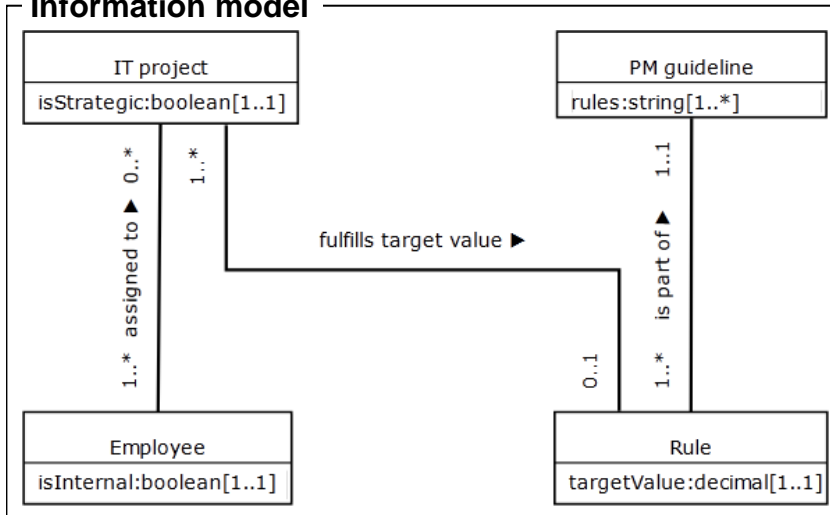 Information model
IT project
isStrategic:boolean[1..1]
PM guideline
rules:string[1..*]
0..*
1..*
1..1
assigned to ▶
fulfills target value ▶
is part of ▶
1..*
0..1
1..*
Employee
isInternal:boolean[1..1]
Rule
targetValue:decimal[1..1]